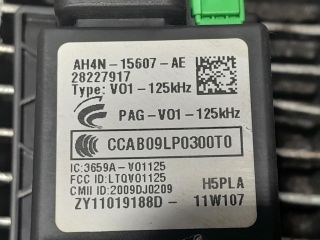 AH4N-15607-AE
28227917
Type: V01-125kHz
PAG-V01-125kHz
CCAB09LP0300T0
IC:3659A-V01125
FCC ID:LTQV01125
CMII ID:2009DJ0209 H5PLA
ZY11019188D- 11W107